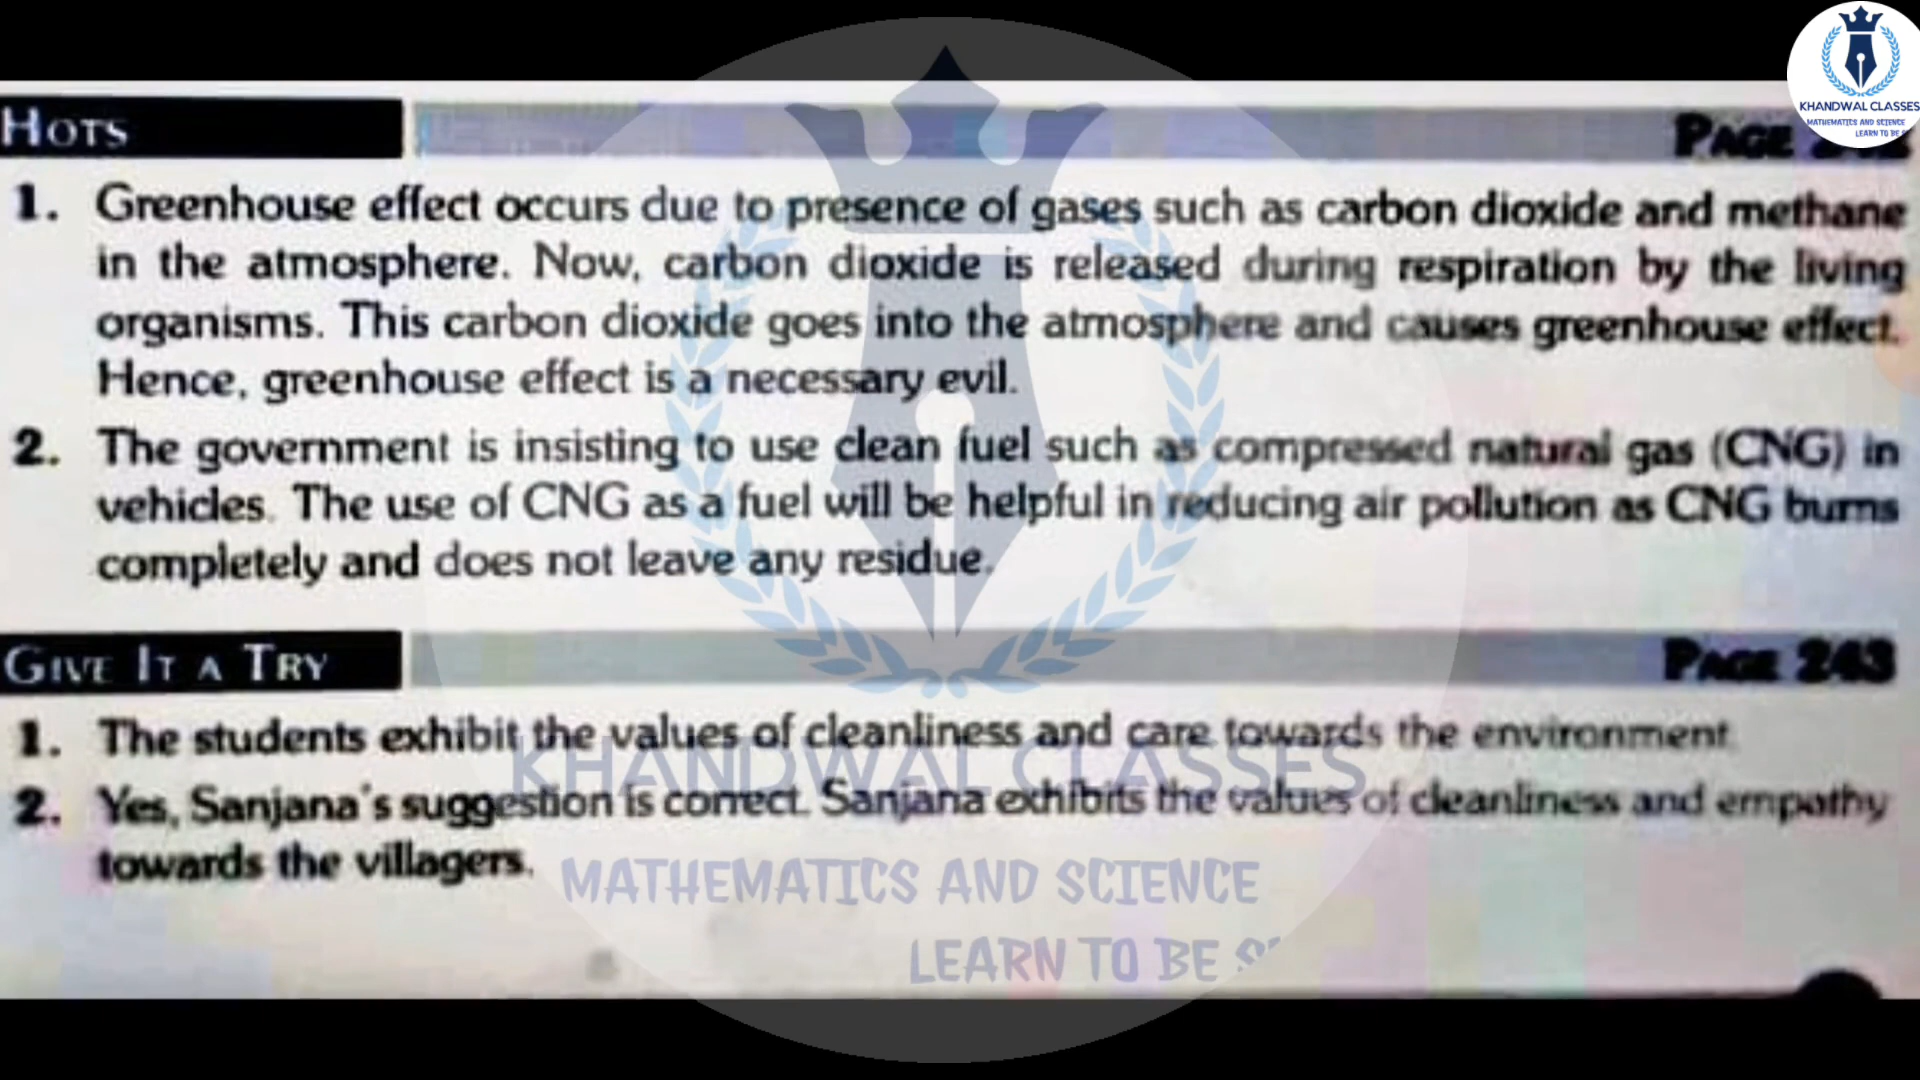 KHANDWAL CLASSES
MATHEMATICS AND SCIENCE
LEARN TO BE
HOTS PAGE
1. Greenhouse effect occurs due to presence of gases such as carbon dioxide and methane
in the atmosphere. Now, carbon dioxide is released during respiration by the living
organisms. This carbon dioxide goes into the atmosphere and causes greenhouse effect.
Hence, greenhouse effect is a necessary evil.
2. The government is insisting to use clean fuel such as compressed natural gas (CNG) in
vehicles. The use of CNG as a fuel will be helpful in reducing air pollution as CNG burns
completely and does not leave any residue.
GIVE IT A TRY PAGE 243
1. The students exhibit the values of cleanliness and care towards the environment.
2. Yes, Sanjana's suggestion is correct. Sanjana exhibits the values of cleanliness and empathy
towards the villagers.
KHANDWAL CLASSES
MATHEMATICS AND SCIENCE
LEARN TO BE